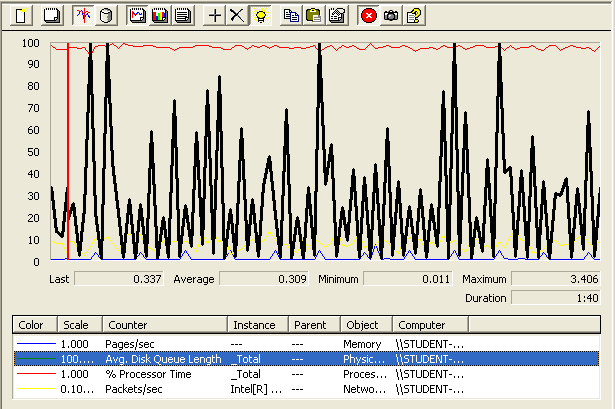 100
90
80
70
60
50
40
30
20
10
0
Last 0.337 Average 0.309 Minimum 0.011 Maximum 3.406
Duration 1:40
Color Scale Counter Instance Parent Object Computer
1.000 Pages/sec --- --- Memory \\STUDENT-...
100.... Avg. Disk Queue Length _Total --- Physic... \\STUDENT-...
1.000 % Processor Time _Total --- Proces... \\STUDENT-...
0.10... Packets/sec Intel[R] ... --- Netwo... \\STUDENT-...